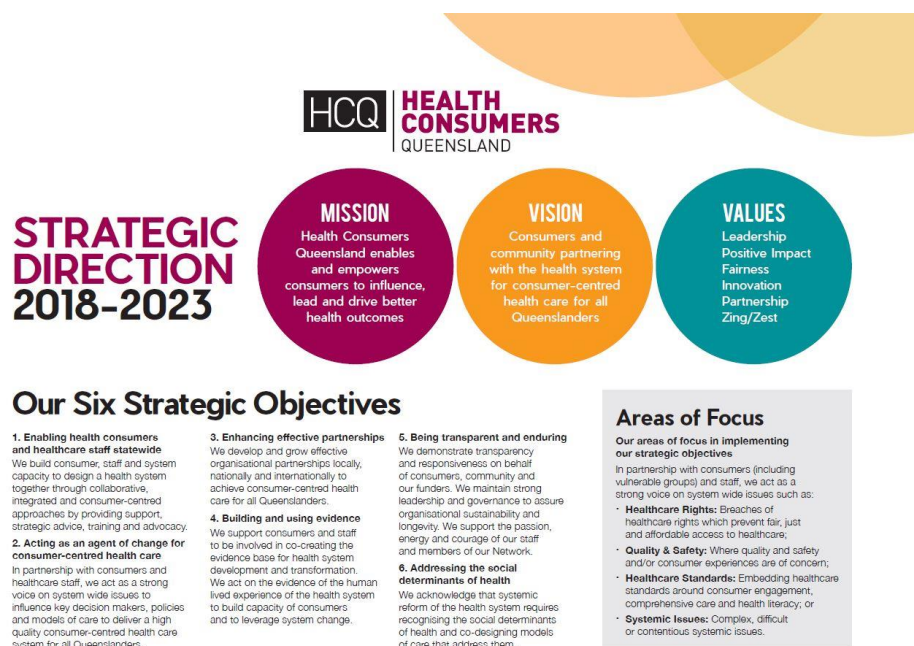 HCQ
HEALTH
CONSUMERS
QUEENSLAND
STRATEGIC
DIRECTION
2018-2023
MISSION
Health Consumers
Queensland enables
and empowers
consumers to influence,
lead and drive better
health outcomes
VISION
Consumers and
community partnering
with the health system
for consumer-centred
health care for all
Queenslanders
VALUES
Leadership
Positive Impact
Fairness
Innovation
Partnership
Zing/Zest
Our Six Strategic Objectives
1. Enabling health consumers
and healthcare staff statewide
We build consumer, staff and system
capacity to design a health system
together through collaborative,
integrated and consumer-centred
approaches by providing support,
strategic advice, training and advocacy.
2. Acting as an agent of change for
consumer-centred health care
In partnership with consumers and
healthcare staff, we act as a strong
voice on system wide issues to
influence key decision makers, policies
and models of care to deliver a high
quality consumer-centred health care
system for all Queenslanders
3. Enhancing effective partnerships
We develop and grow effective
organisational partnerships locally,
nationally and internationally to
achieve consumer-centred health
care for all Queenslanders.
4. Building and using evidence
We support consumers and staff
to be involved in co-creating the
evidence base for health system
development and transformation.
We act on the evidence of the human
lived experience of the health system
to build capacity of consumers
and to leverage system change.
5. Being transparent and enduring
We demonstrate transparency
and responsiveness on behalf
of consumers, community and
our funders. We maintain strong
leadership and governance to assure
organisational sustainability and
longevity. We support the passion,
energy and courage of our staff
and members of our Network.
6. Addressing the social
determinants of health
We acknowledge that systemic
reform of the health system requires
recognising the social determinants
of health and co-designing models
of care that address them
Areas of Focus
Our areas of focus in implementing
our strategic objectives
In partnership with consumers (including
vulnerable groups) and staff, we act as a
strong voice on system wide issues such as:
· Healthcare Rights: Breaches of
healthcare rights which prevent fair, just
and affordable access to healthcare;
· Quality & Safety: Where quality and safety
and/or consumer experiences are of concern;
· Healthcare Standards: Embedding healthcare
standards around consumer engagement,
comprehensive care and health literacy; or
· Systemic Issues: Complex, difficult
or contentious systemic issues.